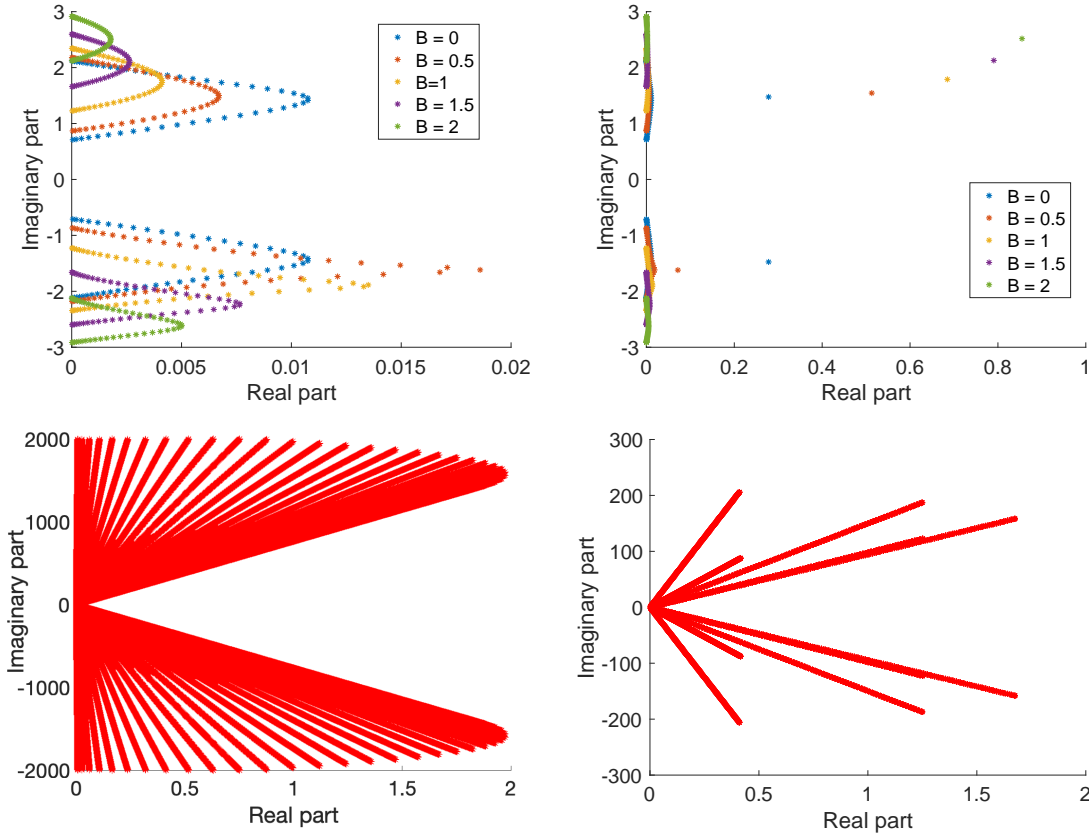 3
2
1
0
-1
-2
-3
Imaginary part
B = 0
B = 0.5
B=1
B = 1.5
B = 2
0
0.005
0.01
0.015
0.02
Real part
3
2
1
0
-1
-2
-3
Imaginary part
B = 0
B = 0.5
B = 1
B = 1.5
B = 2
0
0.2
0.4
0.6
0.8
1
Real part
2000
1000
0
-1000
-2000
Imaginary part
0
0.5
1
1.5
2
Real part
300
200
100
0
-100
-200
-300
Imaginary part
0
0.5
1
1.5
2
Real part